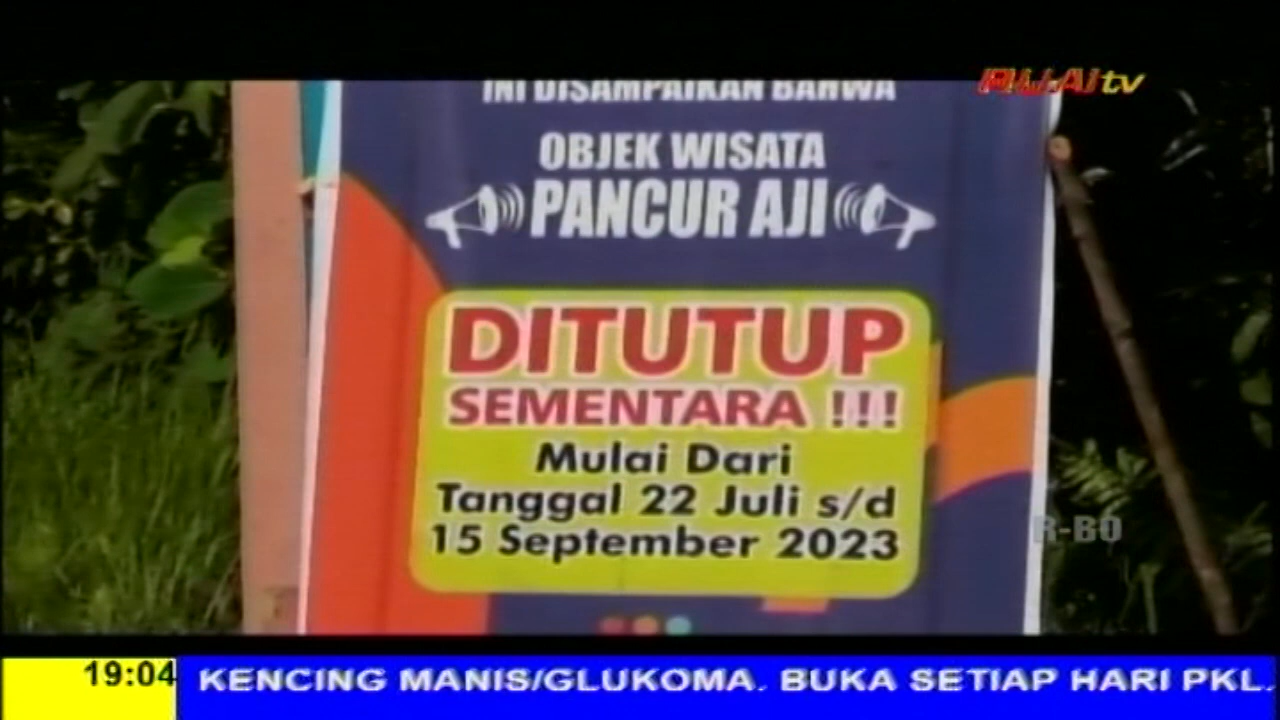 INI DISAMPAIKAN BAHWA
OBJEK WISATA
PANCUR AJI
DITUTUP
SEMENTARA !!!
Mulai Dari
Tanggal 22 Juli s/d
15 September 2023
R-BO
19:04
KENCING MANIS/GLUKOMA. BUKA SETIAP HARI PKL.